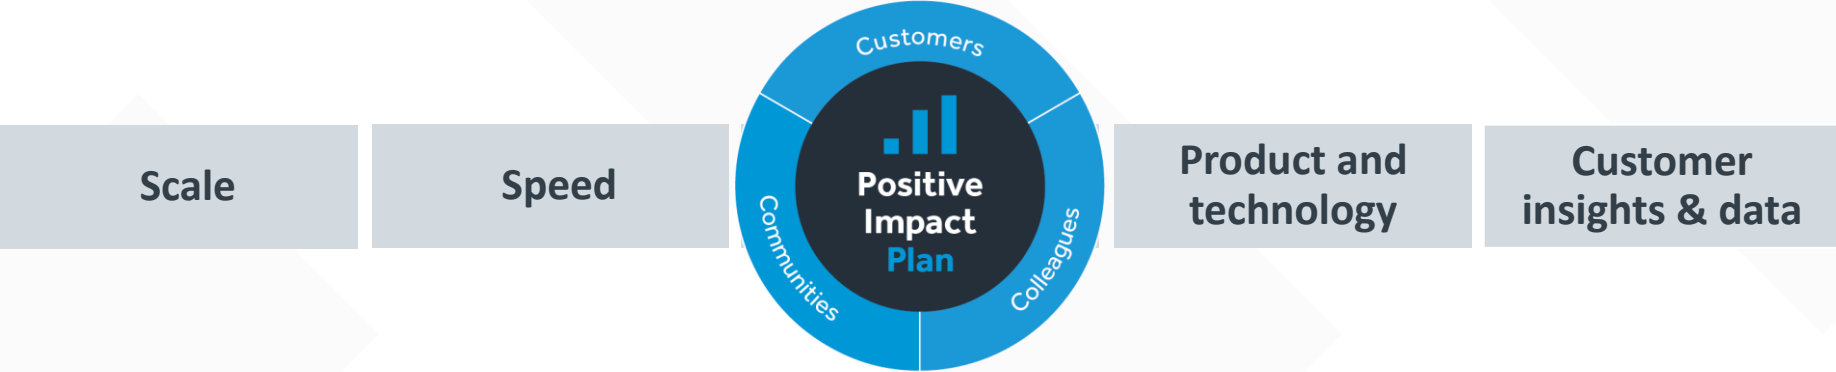 Scale
Speed
Customers
Communities
Colleagues
Positive
Impact
Plan
Product and
technology
Customer
insights & data